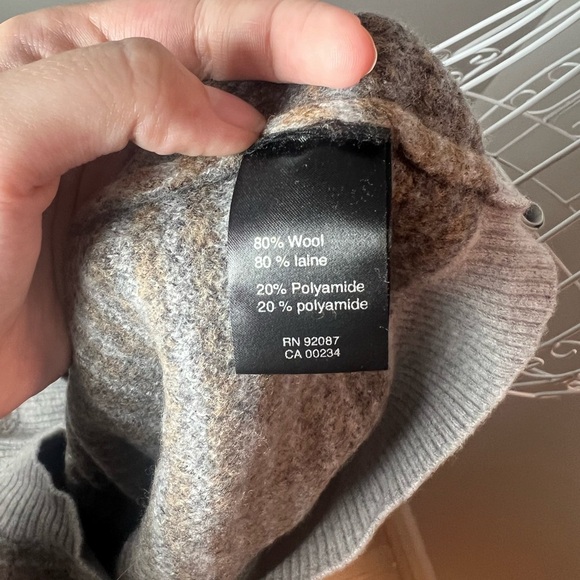 80% Wool
80 % laine
20% Polyamide
20 % polyamide
RN 92087
CA 00234